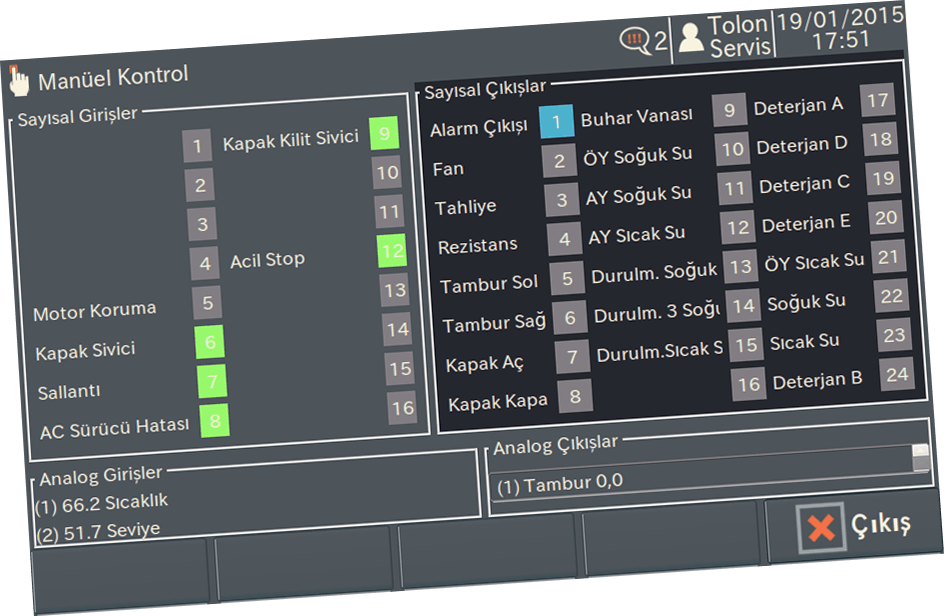 !!! 2
Tolon
Servis
19/01/2015
17:51
Manüel Kontrol
Sayısal Girişler
1
2
3
4
Motor Koruma 5
Kapak Sivici 6
Sallantı 7
AC Sürücü Hatası 8
Kapak Kilit Sivici 9
10
11
Acil Stop 12
13
14
15
16
Sayısal Çıkışlar
Alarm Çıkışı 1
Fan 2
Tahliye 3
Rezistans 4
Tambur Sol 5
Tambur Sağ 6
Kapak Aç 7
Kapak Kapa 8
Buhar Vanası 9
ÖY Soğuk Su 10
AY Soğuk Su 11
AY Sıcak Su 12
Durulm. Soğuk 13
Durulm. 3 Soğu 14
Durulm.Sıcak S 15
16
Deterjan A 17
Deterjan D 18
Deterjan C 19
Deterjan E 20
ÖY Sıcak Su 21
Soğuk Su 22
Sıcak Su 23
Deterjan B 24
Analog Girişler
(1) 66.2 Sıcaklık
(2) 51.7 Seviye
Analog Çıkışlar
(1) Tambur 0,0
Çıkış